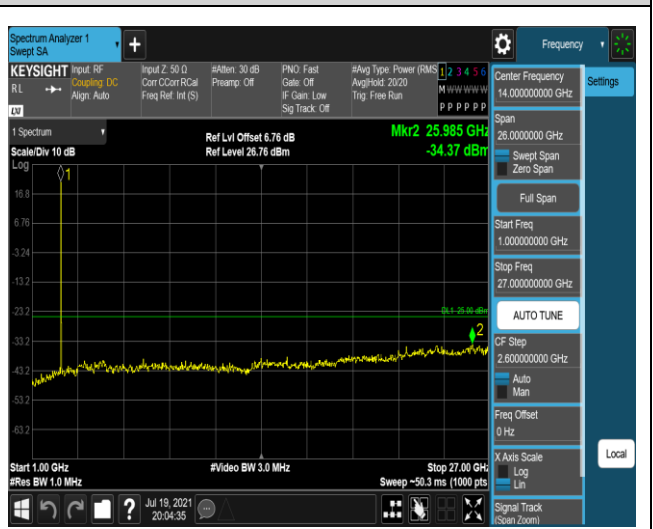 Spectrum Analyzer 1
Swept SA
+
Frequency
KEYSIGHT
RL
LXI
Input: RF
Coupling: DC
Align: Auto
Input Z: 50 Ω
Corr CCorr RCal
Freq Ref: Int (S)
#Atten: 30 dB
Preamp: Off
PNO: Fast
Gate: Off
IF Gain: Low
Sig Track: Off
#Avg Type: Power (RMS
Avg|Hold: 20/20
Trig: Free Run
1 2 3 4 5 6
M W W W W W
P P P P P P
Center Frequency
14.000000000 GHz
Settings
Span
26.0000000 GHz
Swept Span
Zero Span
Full Span
Start Freq
1.000000000 GHz
Stop Freq
27.000000000 GHz
AUTO TUNE
CF Step
2.600000000 GHz
Auto
Man
Freq Offset
0 Hz
X Axis Scale
Log
Lin
Local
Signal Track
(Span Zoom)
1 Spectrum
Scale/Div 10 dB
Log
Ref Lvl Offset 6.76 dB
Ref Level 26.76 dBm
Mkr2 25.985 GHz
-34.37 dBm
1
16.8
6.76
-3.24
-13.2
-23.2
DL1 -25.00 dBm
2
-33.2
-43.2
-53.2
-63.2
Start 1.00 GHz
#Video BW 3.0 MHz
Stop 27.00 GHz
#Res BW 1.0 MHz
Sweep ~50.3 ms (1000 pts
?
Jul 19, 2021
20:04:35